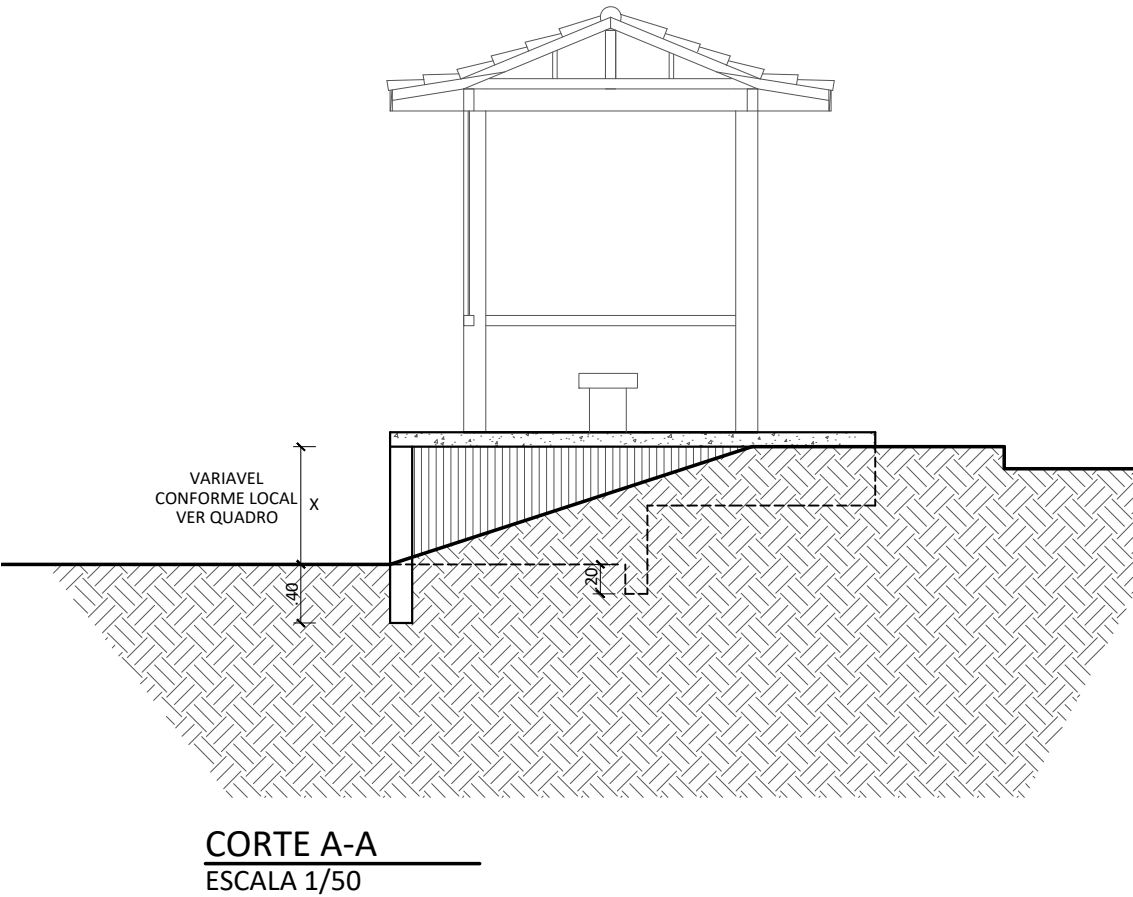 VARIAVEL
CONFORME LOCAL
VER QUADRO
X
.40
.20
CORTE A-A
ESCALA 1/50